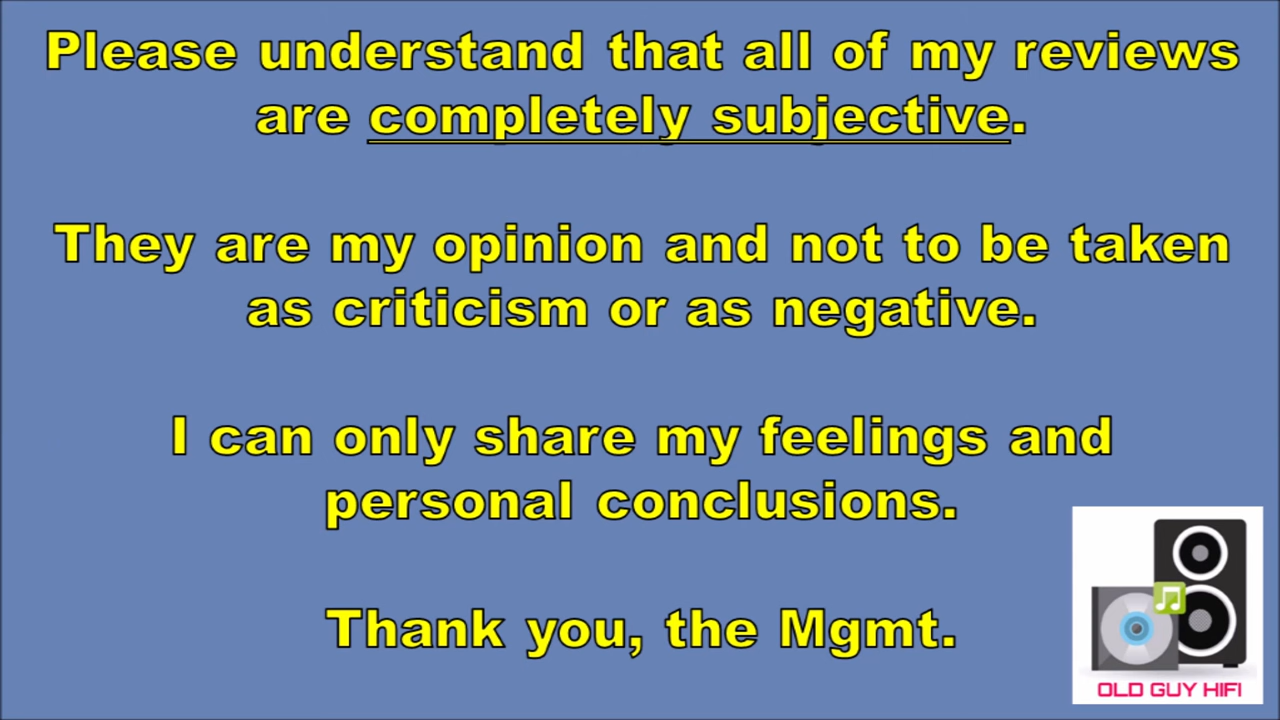 Please understand that all of my reviews
are completely subjective.
They are my opinion and not to be taken
as criticism or as negative.
I can only share my feelings and
personal conclusions.
Thank you, the Mgmt.
OLD GUY HIFI